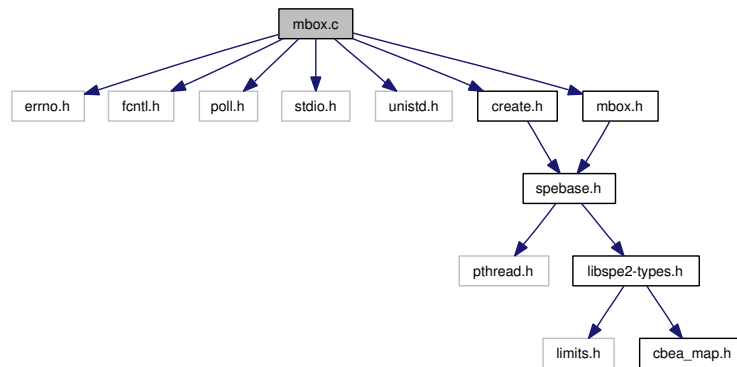 mbox.c
errno.h
fcntl.h
poll.h
stdio.h
unistd.h
create.h
mbox.h
spebase.h
pthread.h
libspe2-types.h
limits.h
cbea_map.h